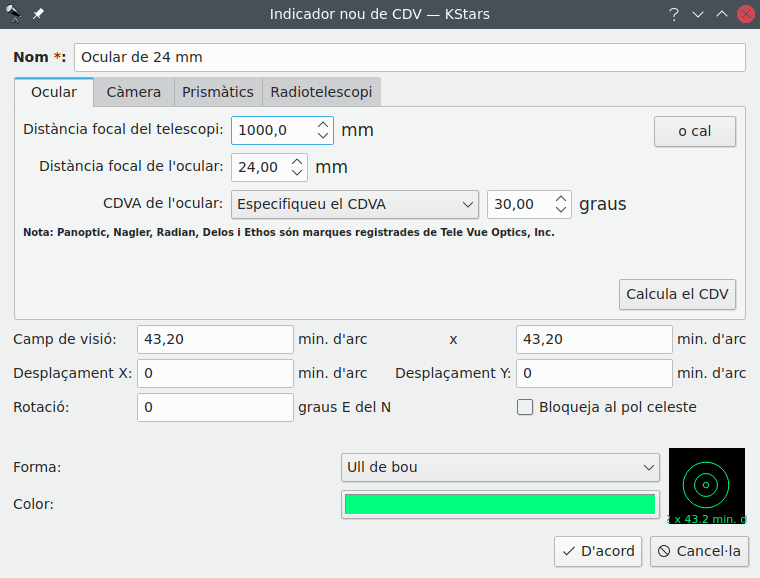 Indicador nou de CDV — KStars
?
Nom *: Ocular de 24 mm
Ocular Càmera Prismàtics Radiotelescopi
Distància focal del telescopi: 1000,0 mm o cal
Distància focal de l'ocular: 24,00 mm
CDVA de l'ocular: Especifiqueu el CDVA 30,00 graus
Nota: Panoptic, Nagler, Radian, Delos i Ethos són marques registrades de Tele Vue Optics, Inc.
Calcula el CDV
Camp de visió: 43,20 min. d'arc x 43,20 min. d'arc
Desplaçament X: 0 min. d'arc Desplaçament Y: 0 min. d'arc
Rotació: 0 graus E del N Bloqueja al pol celeste
Forma: Ull de bou
Color:
x 43.2 min. d
D'acord Cancel·la